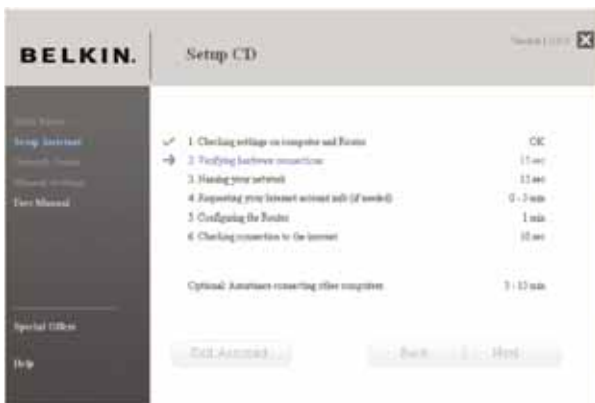 BELKIN.
Setup CD
Setup Internet
User Manual
Special Offers
Help
1. Checking settings on computer and Router OK
2. Verifying hardware connections 15 sec
3. Naming your network 15 sec
4. Requesting your Internet account info (if needed) 0 - 3 min
5. Configuring the Router 1 min
6. Checking connection to the Internet 10 sec
Optional: Assistance connecting other computers 5 - 15 min
Back
Next